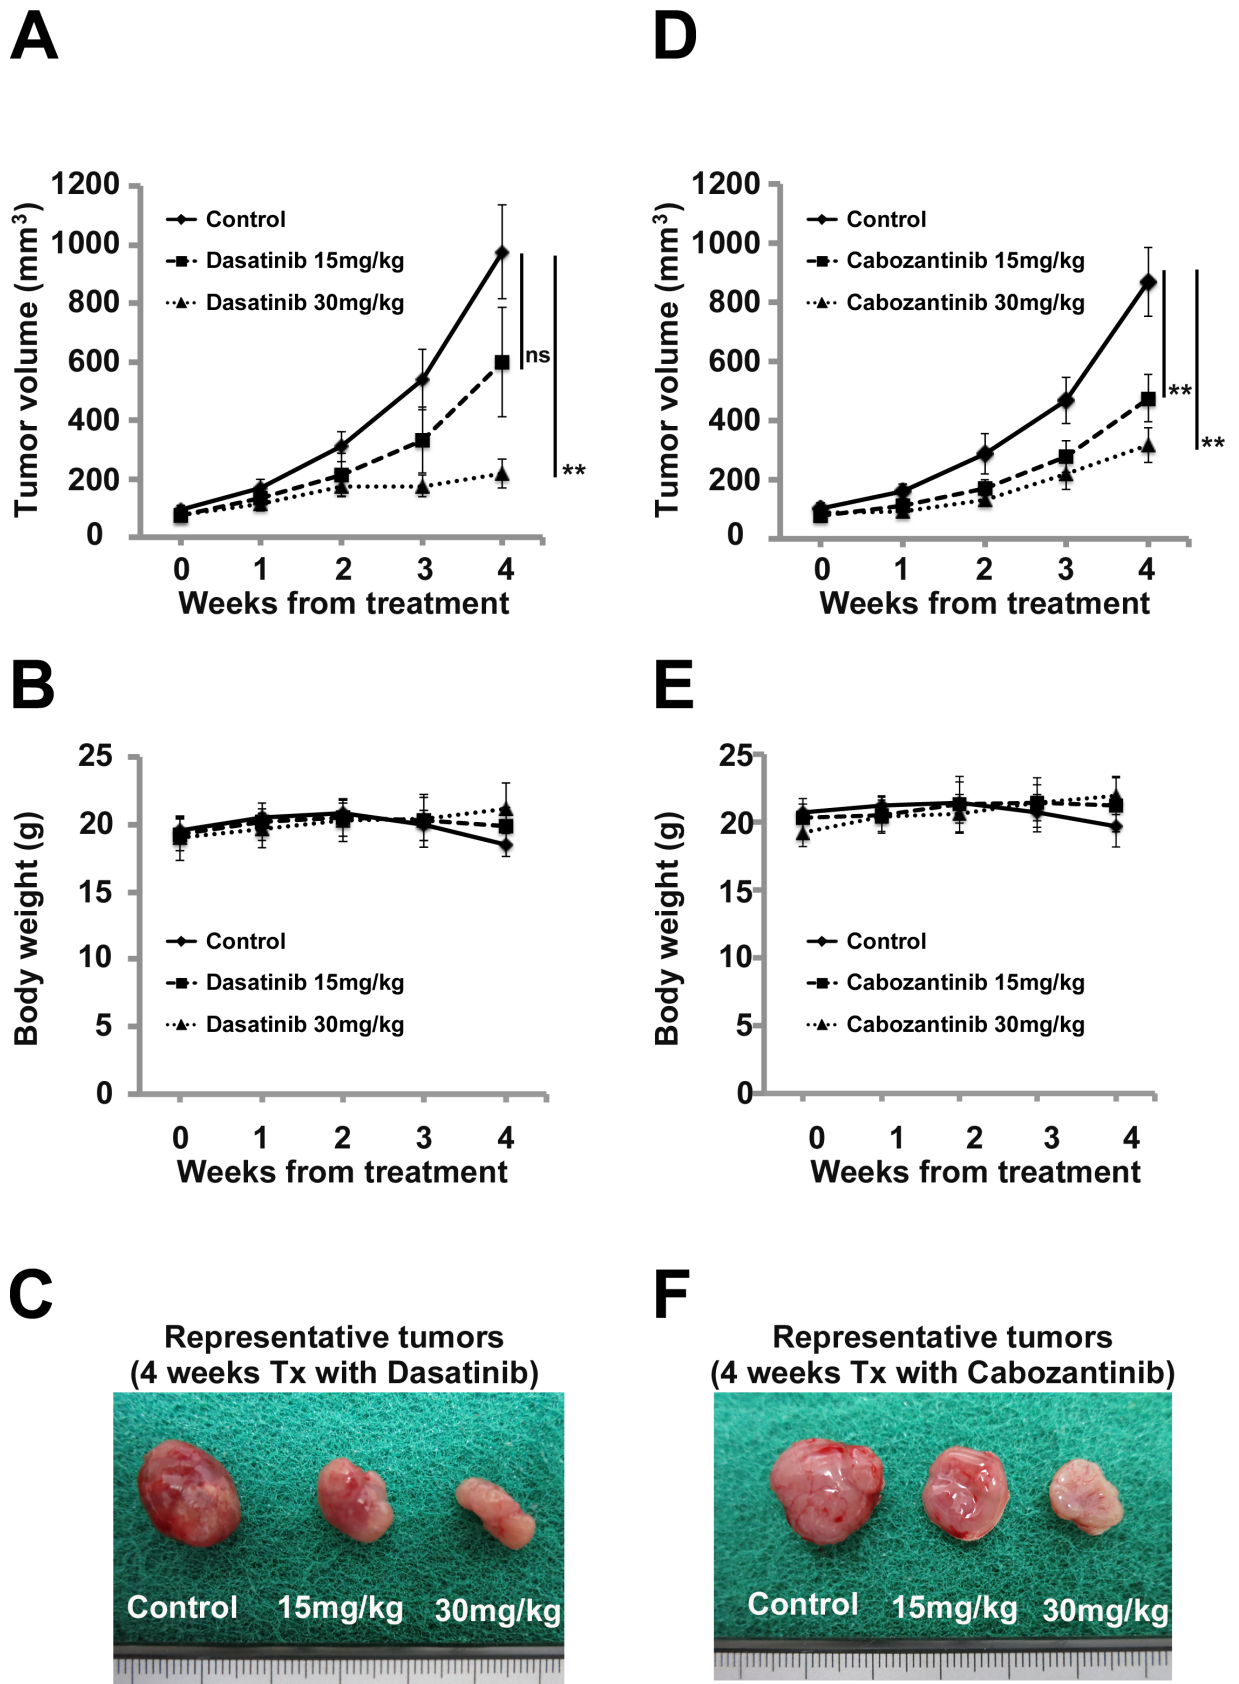 A
Tumor volume (mm³)
1200
1000
800
600
400
200
0
Control
Dasatinib 15mg/kg
Dasatinib 30mg/kg
ns
**
0 1 2 3 4
Weeks from treatment
D
Tumor volume (mm³)
1200
1000
800
600
400
200
0
Control
Cabozantinib 15mg/kg
Cabozantinib 30mg/kg
**
**
0 1 2 3 4
Weeks from treatment
B
Body weight (g)
25
20
15
10
5
0
Control
Dasatinib 15mg/kg
Dasatinib 30mg/kg
0 1 2 3 4
Weeks from treatment
E
Body weight (g)
25
20
15
10
5
0
Control
Cabozantinib 15mg/kg
Cabozantinib 30mg/kg
0 1 2 3 4
Weeks from treatment
C
Representative tumors
(4 weeks Tx with Dasatinib)
Control 15mg/kg 30mg/kg
F
Representative tumors
(4 weeks Tx with Cabozantinib)
Control 15mg/kg 30mg/kg